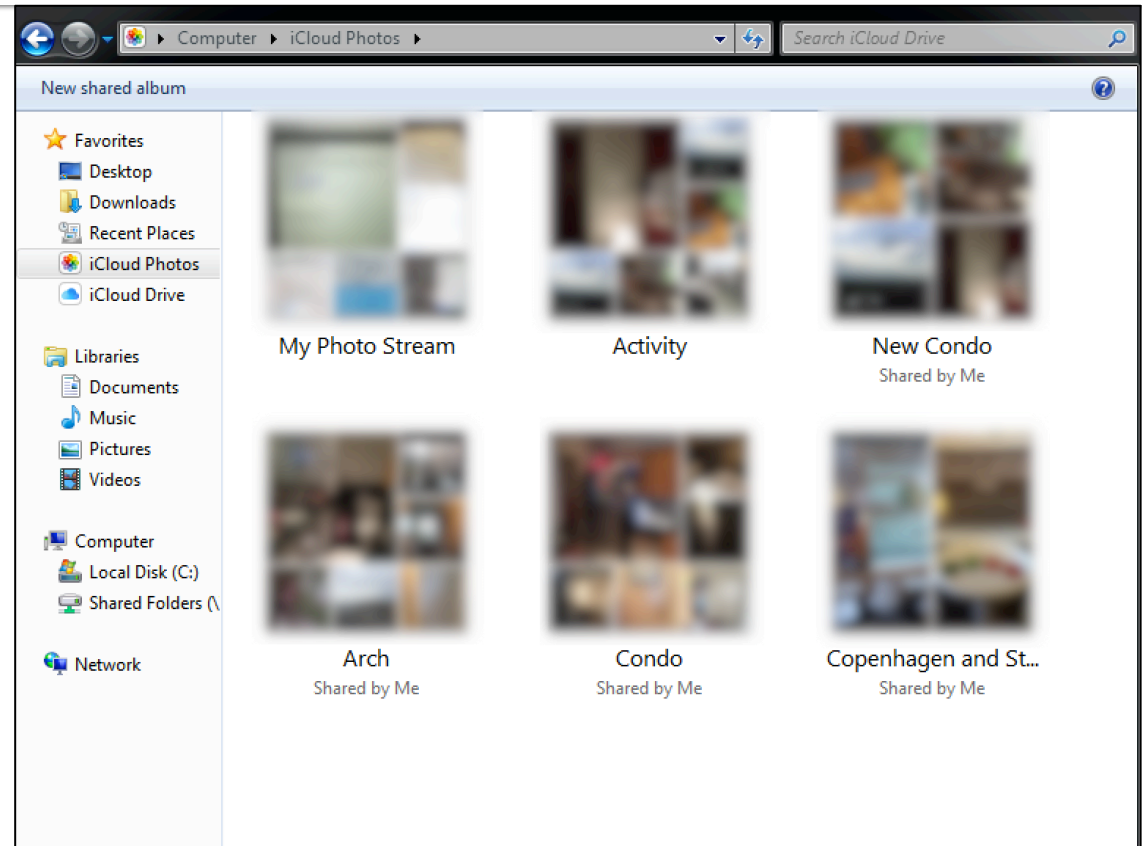 Computer iCloud Photos
Search iCloud Drive
New shared album
Favorites
Desktop
Downloads
Recent Places
iCloud Photos
iCloud Drive
Libraries
Documents
Music
Pictures
Videos
Computer
Local Disk (C:)
Shared Folders (\
Network
My Photo Stream
Activity
New Condo
Shared by Me
Arch
Shared by Me
Condo
Shared by Me
Copenhagen and St...
Shared by Me